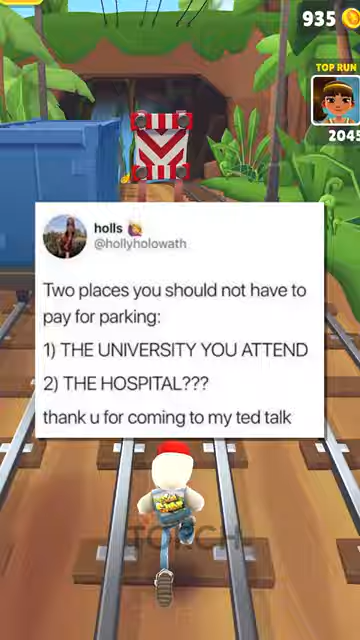 935
TOP RUN
2045
holls
@hollyholowath
Two places you should not have to
pay for parking:
1) THE UNIVERSITY YOU ATTEND
2) THE HOSPITAL???
thank u for coming to my ted talk
TORCH